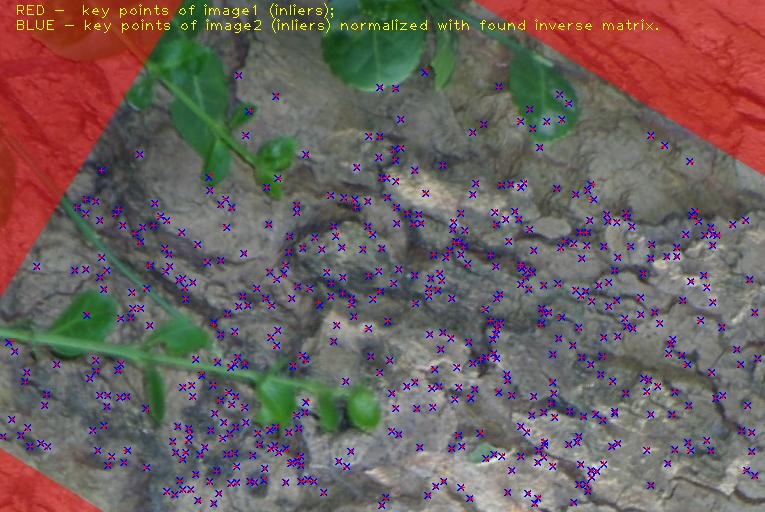 RED -  key points of image1 (inliers);
BLUE - key points of image2 (inliers) normalized with found inverse matrix.